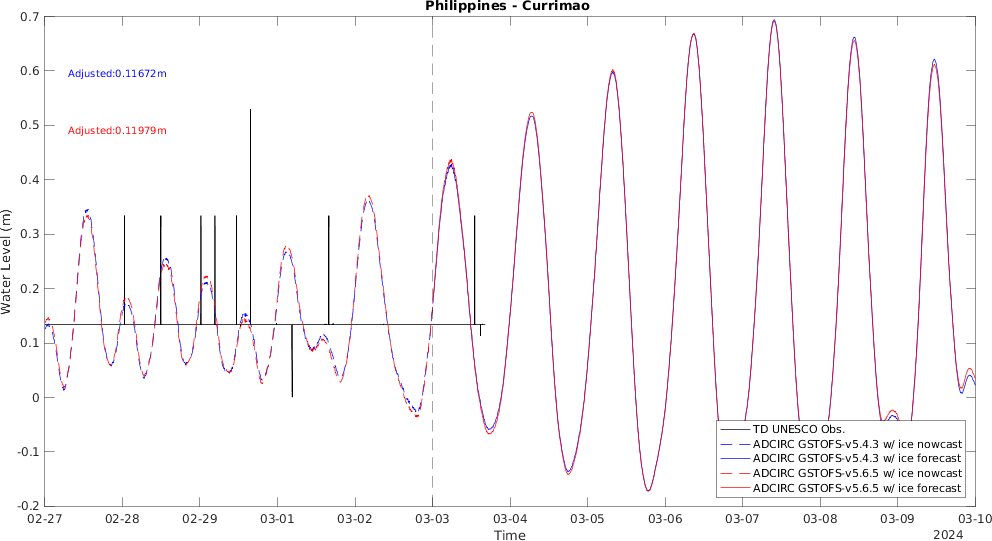 Philippines - Currimao
Water Level (m)
0.7
0.6
0.5
0.4
0.3
0.2
0.1
0
-0.1
-0.2
Adjusted:0.11672m
Adjusted:0.11979m
TD UNESCO Obs.
ADCIRC GSTOFS-v5.4.3 w/ ice nowcast
ADCIRC GSTOFS-v5.4.3 w/ ice forecast
ADCIRC GSTOFS-v5.6.5 w/ ice nowcast
ADCIRC GSTOFS-v5.6.5 w/ ice forecast
02-27 02-28 02-29 03-01 03-02 03-03 03-04 03-05 03-06 03-07 03-08 03-09 03-10
Time
2024